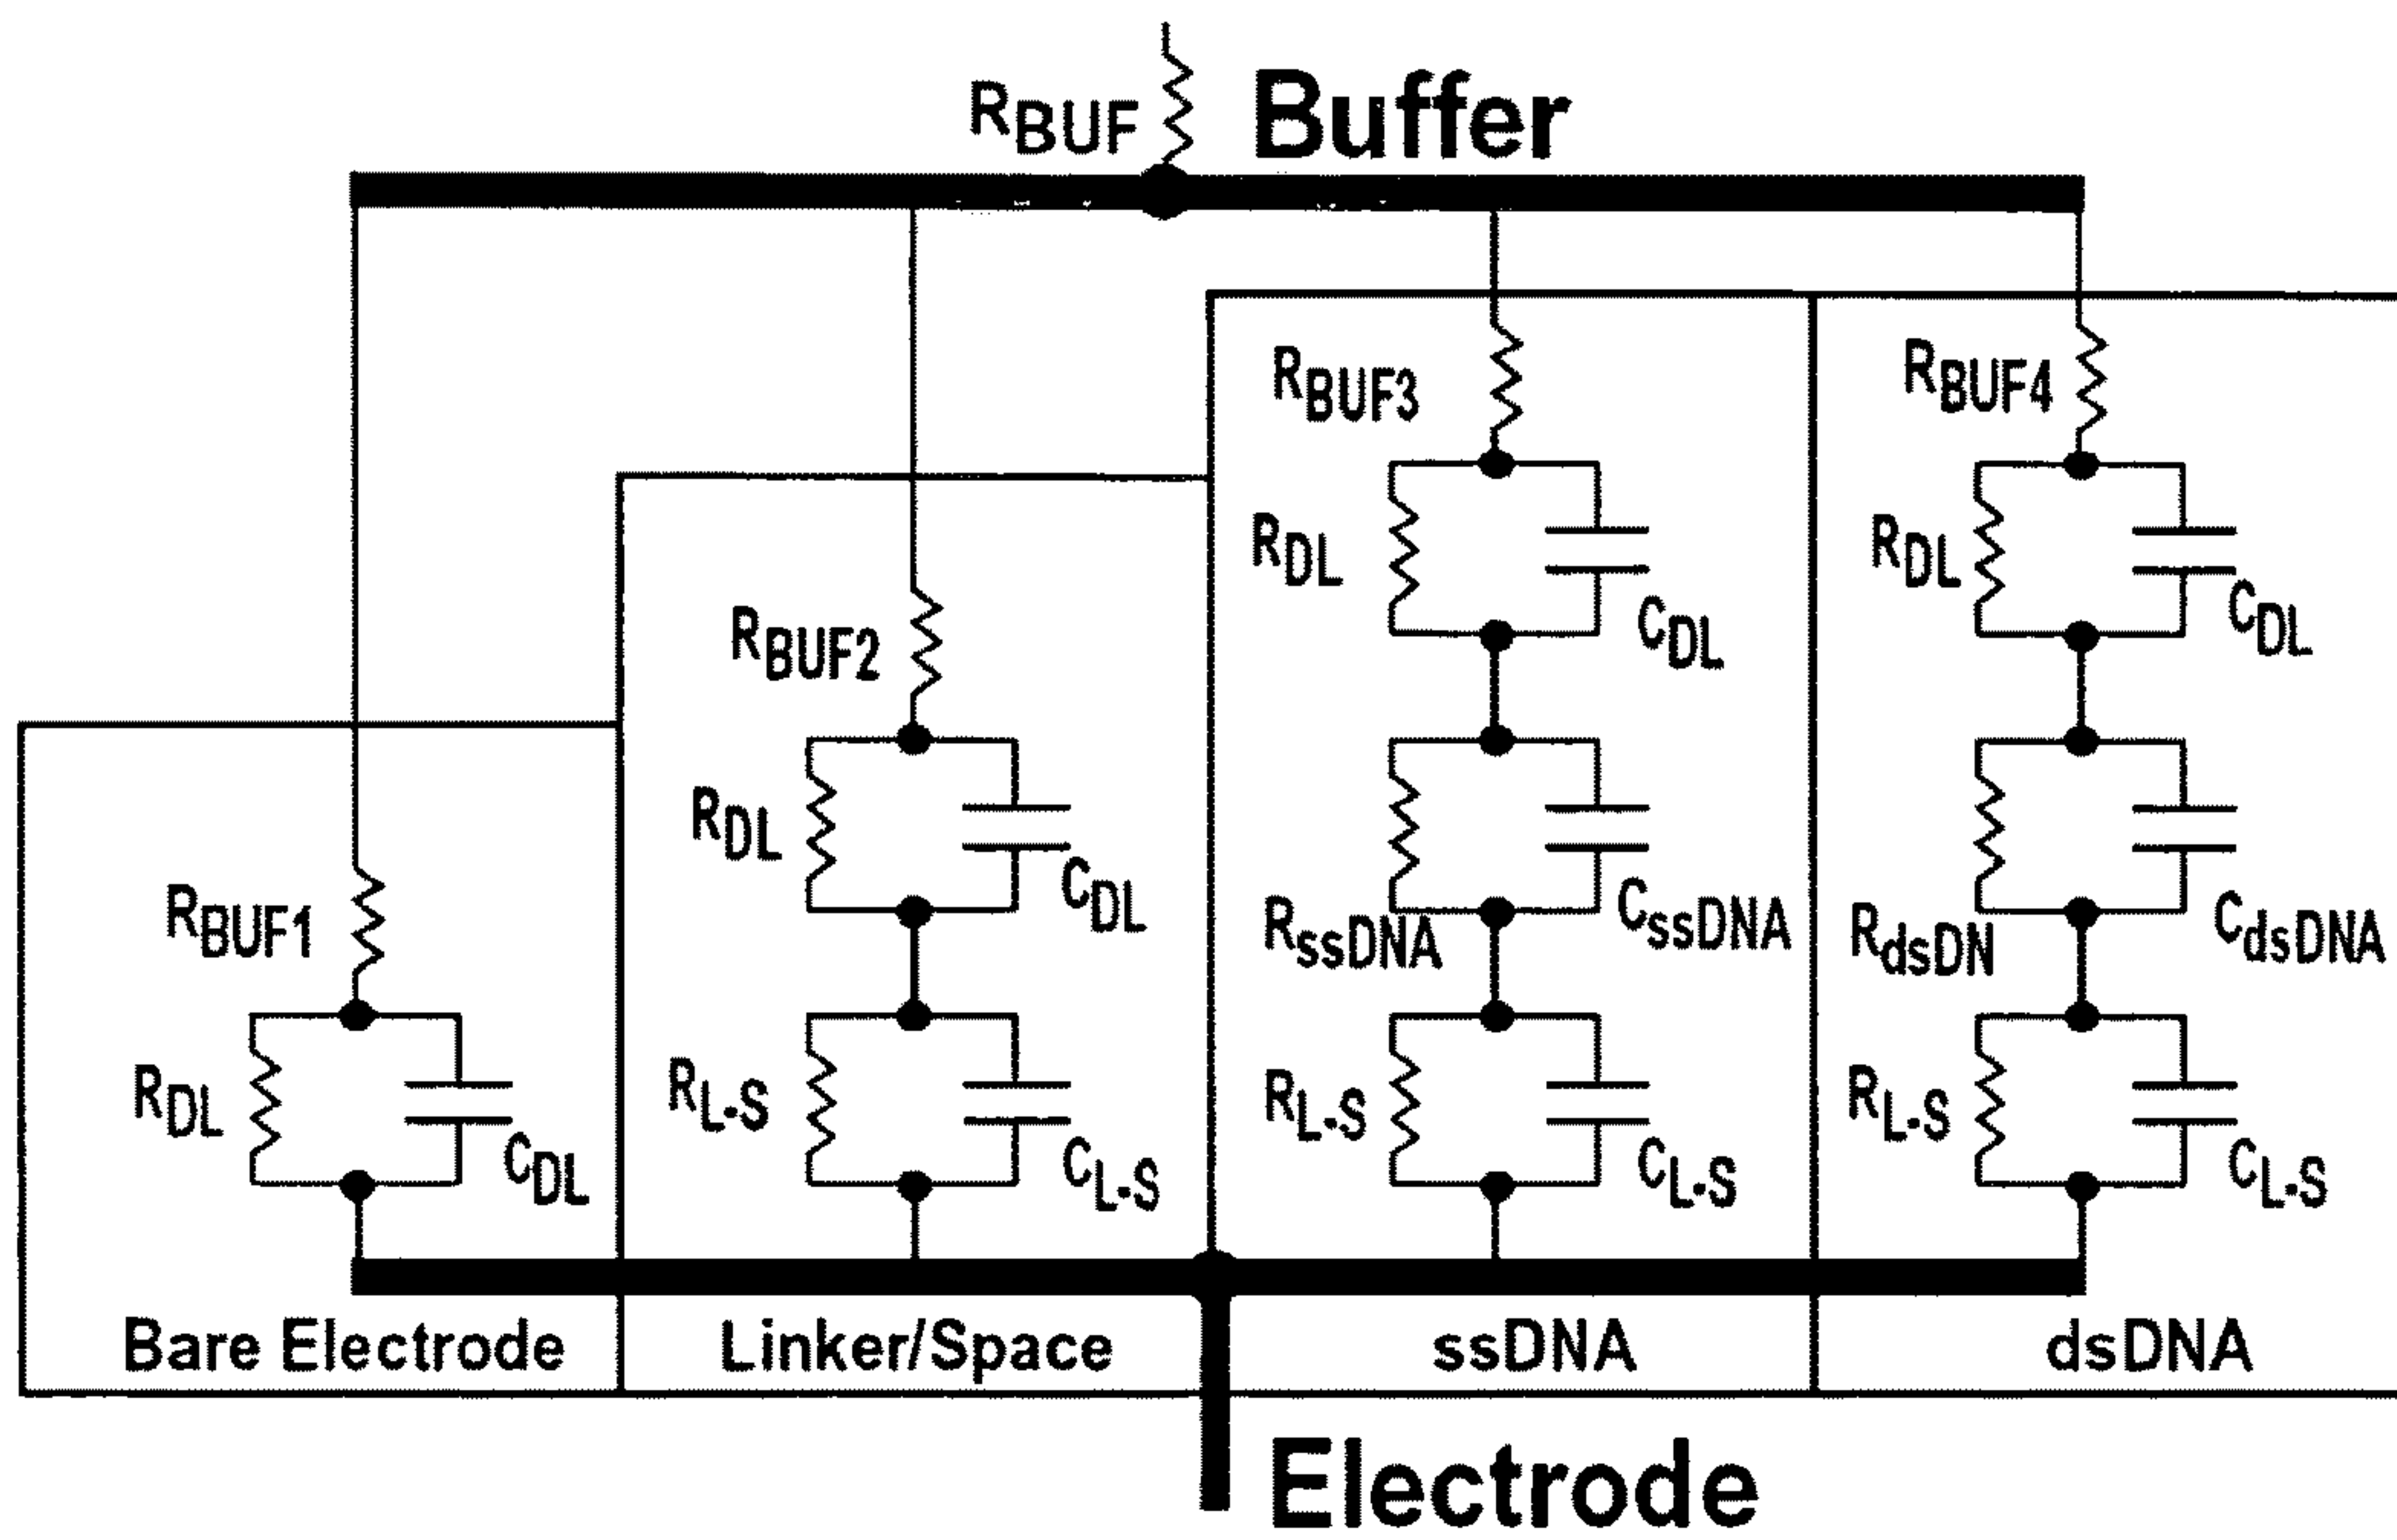 RBUF
Buffer
RBUF3
RBUF4
RDL
CDL
RDL
CDL
RBUF2
RDL
CDL
RssDNA
CssDNA
RdsDN
CdsDNA
RBUF1
RDL
CDL
RL-S
CL-S
RL-S
CL-S
RL-S
CL-S
Bare Electrode
Linker/Space
ssDNA
dsDNA
Electrode